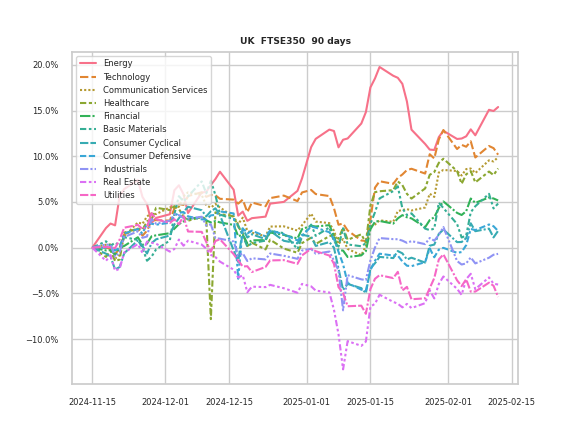 UK  FTSE350  90 days
20.0%
15.0%
10.0%
5.0%
0.0%
−5.0%
−10.0%
Energy
Technology
Communication Services
Healthcare
Financial
Basic Materials
Consumer Cyclical
Consumer Defensive
Industrials
Real Estate
Utilities
2024-11-15
2024-12-01
2024-12-15
2025-01-01
2025-01-15
2025-02-01
2025-02-15